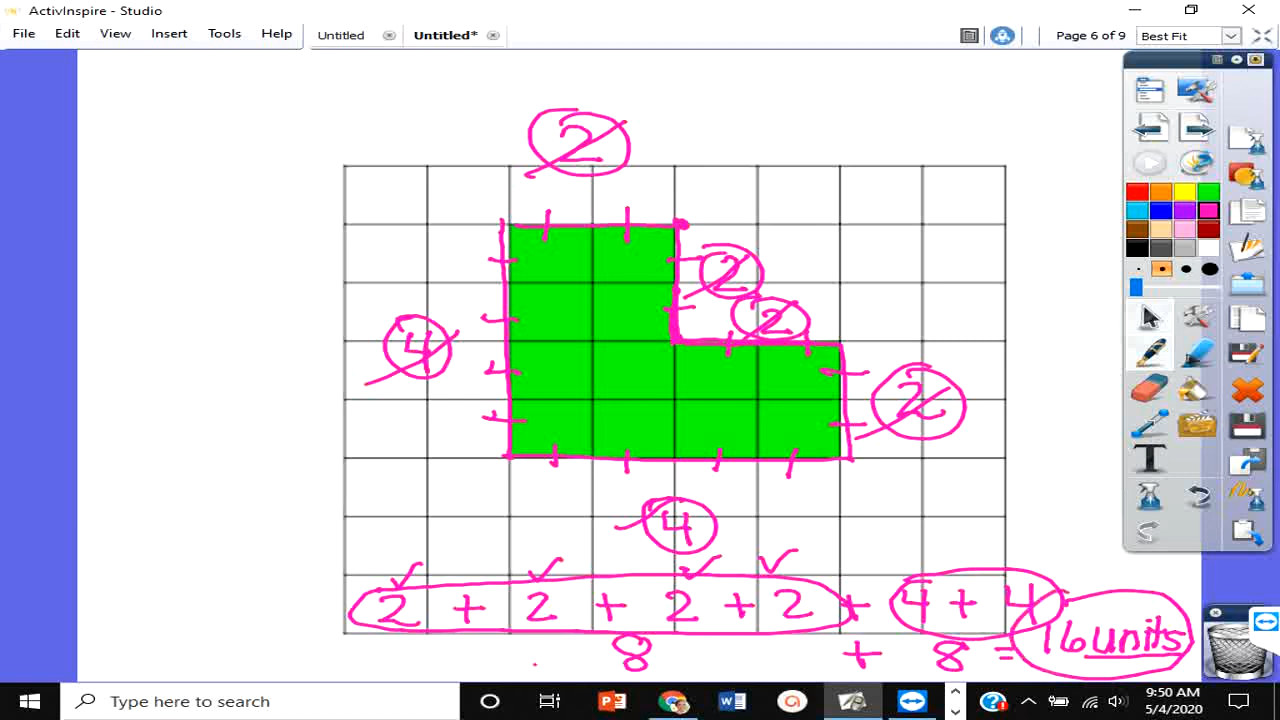 ActivInspire - Studio
File Edit View Insert Tools Help Untitled Untitled* Page 6 of 9 Best Fit
2
2
2
4
2
4
2 + 2 + 2 + 2 + 4 + 4
8 + 8 = 16 units
T
Type here to search
9:50 AM
5/4/2020